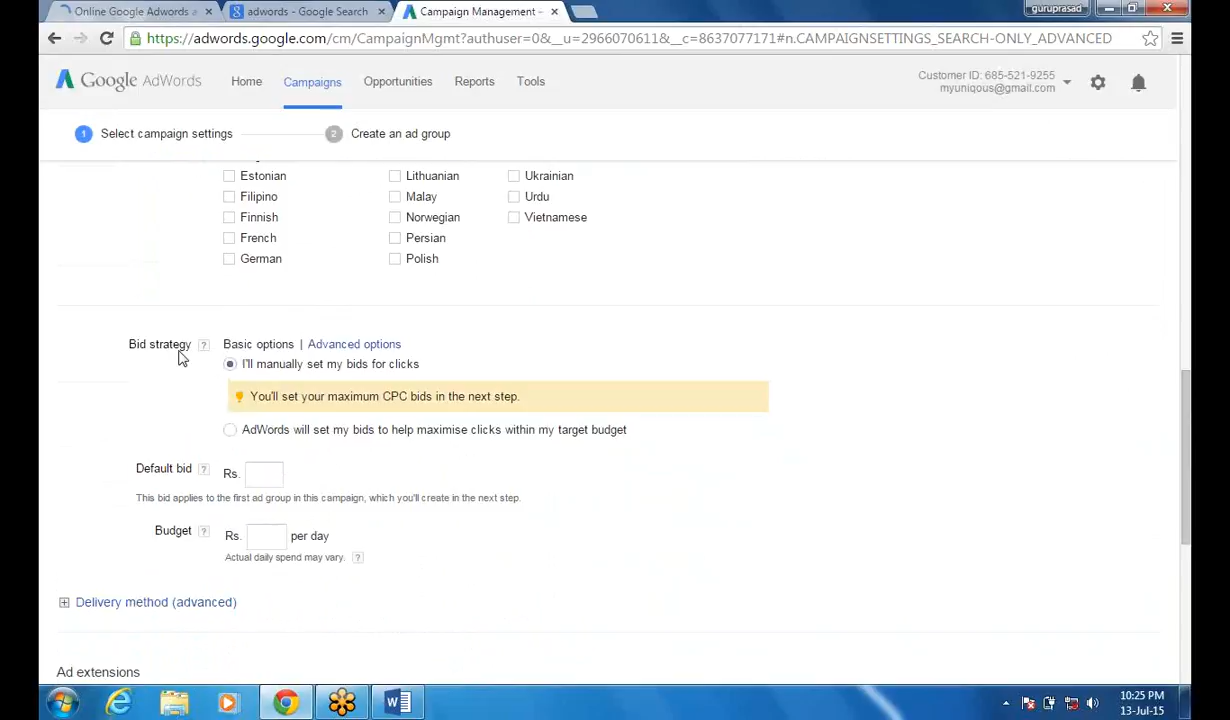 Online Google Adwords a
adwords - Google Search
Campaign Management –
guruprasad
https://adwords.google.com/cm/CampaignMgmt?authuser=0&__u=2966070611&__c=8637077171#n.CAMPAIGNSETTINGS_SEARCH-ONLY_ADVANCED
Google AdWords
Home
Campaigns
Opportunities
Reports
Tools
Customer ID: 685-521-9255
myuniqous@gmail.com
1 Select campaign settings
2 Create an ad group
Estonian
Lithuanian
Ukrainian
Filipino
Malay
Urdu
Finnish
Norwegian
Vietnamese
French
Persian
German
Polish
Bid strategy ?
Basic options | Advanced options
I'll manually set my bids for clicks
You'll set your maximum CPC bids in the next step.
AdWords will set my bids to help maximise clicks within my target budget
Default bid ? Rs.
This bid applies to the first ad group in this campaign, which you'll create in the next step.
Budget ? Rs. per day
Actual daily spend may vary. ?
Delivery method (advanced)
Ad extensions
10:25 PM
13-Jul-15